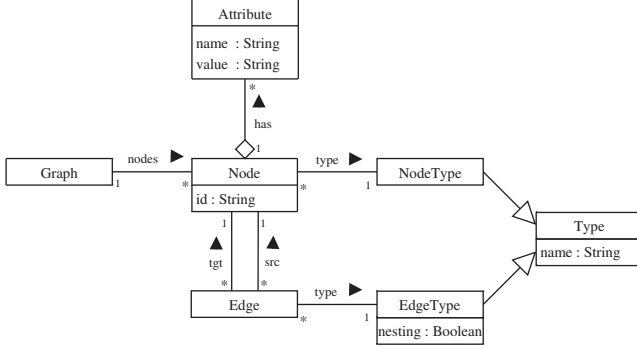 Attribute
name : String
value : String
*
has
1
nodes
type
Graph
Node
NodeType
1
*
*
1
id : String
Type
name : String
1
1
tgt
src
*
*
type
Edge
EdgeType
*
1
nesting : Boolean